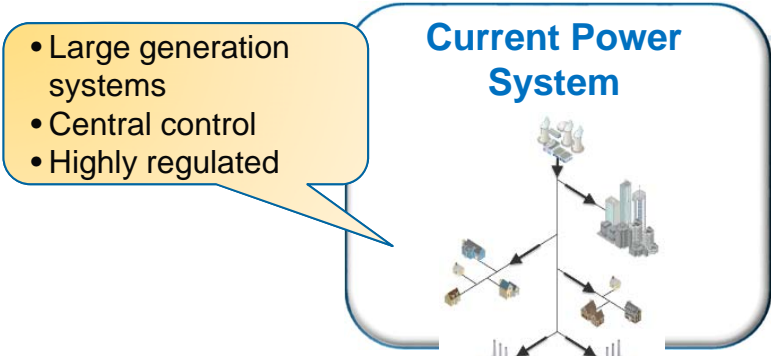 • Large generation
systems
• Central control
• Highly regulated
Current Power
System